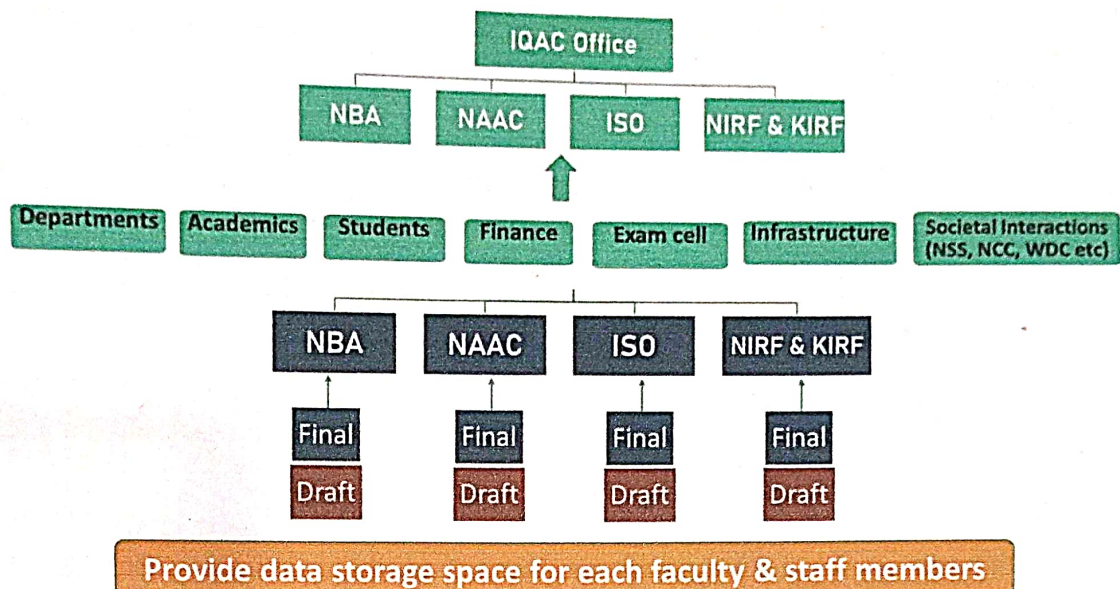 IQAC Office
NBA
NAAC
ISO
NIRF & KIRF
Departments
Academics
Students
Finance
Exam cell
Infrastructure
Societal Interactions
(NSS, NCC, WDC etc)
NBA
NAAC
ISO
NIRF & KIRF
Final
Final
Final
Final
Draft
Draft
Draft
Draft
Provide data storage space for each faculty & staff members